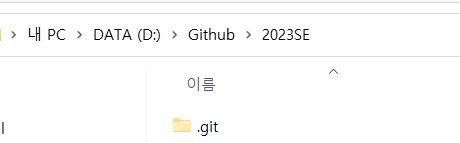 내 PC > DATA (D:) > Github > 2023SE
이름
.git